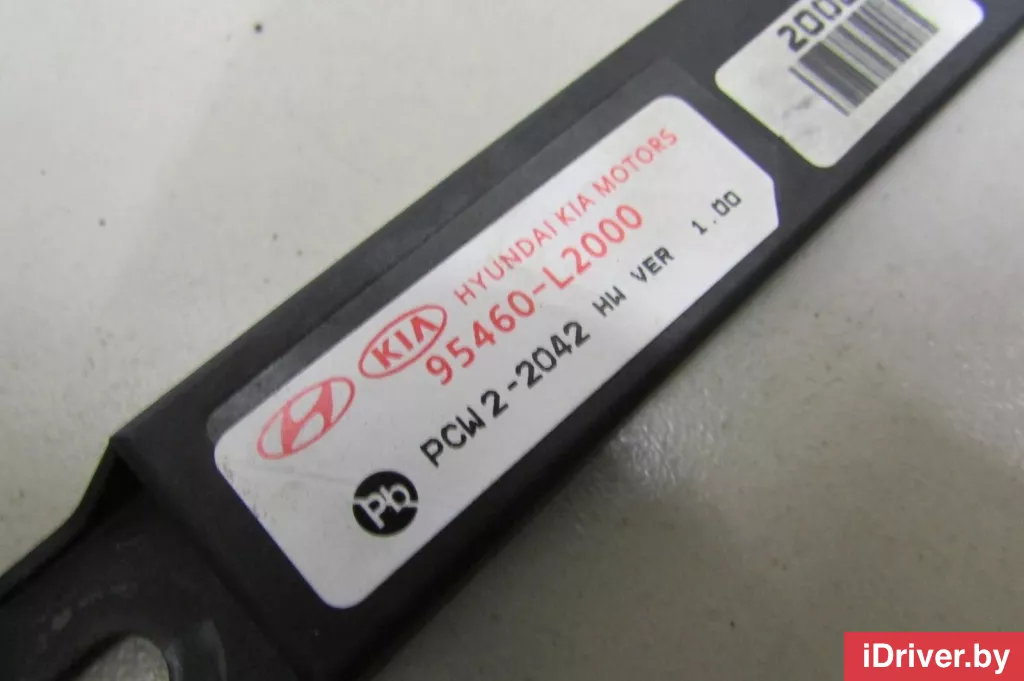 HYUNDAI KIA MOTORS
KIA 95460-L2000
PCW2-2042 HW VER 1.00
Pb
iDriver.by